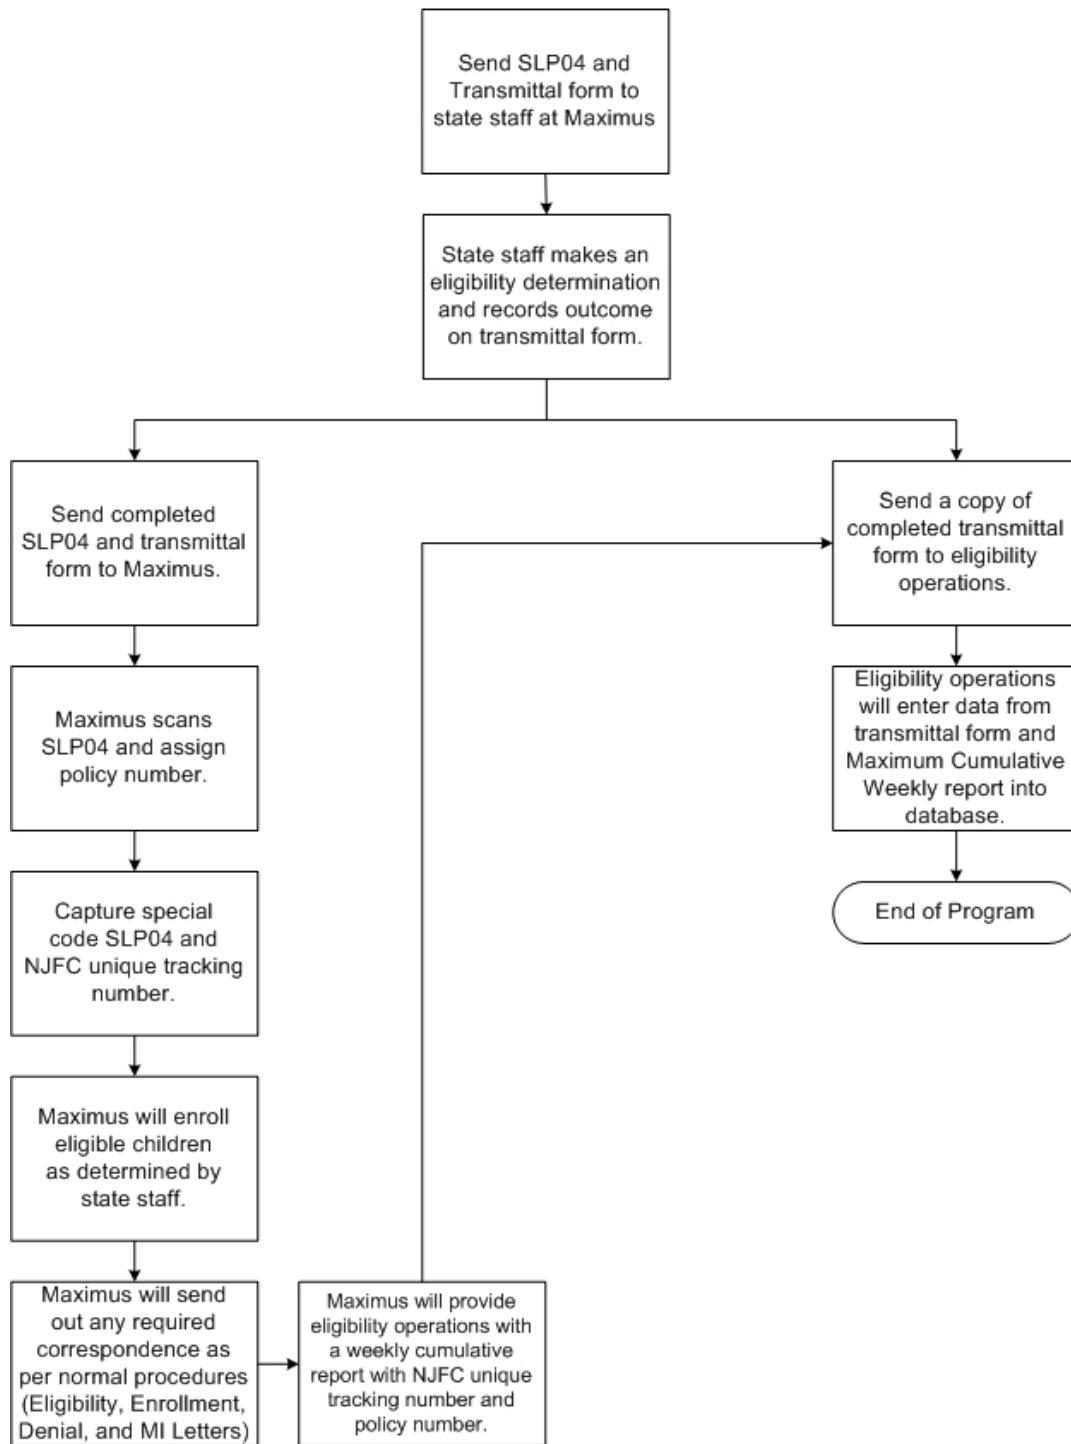 Send SLP04 and
Transmittal form to
state staff at Maximus
State staff makes an
eligibility determination
and records outcome
on transmittal form.
Send completed
SLP04 and transmittal
form to Maximus.
Maximus scans
SLP04 and assign
policy number.
Capture special
code SLP04 and
NJFC unique tracking
number.
Maximus will enroll
eligible children
as determined by
state staff.
Maximus will send
out any required
correspondence as
per normal procedures
(Eligibility, Enrollment,
Denial, and MI Letters)
Maximus will provide
eligibility operations with
a weekly cumulative
report with NJFC unique
tracking number and
policy number.
Send a copy of
completed transmittal
form to eligibility
operations.
Eligibility operations
will enter data from
transmittal form and
Maximum Cumulative
Weekly report into
database.
End of Program